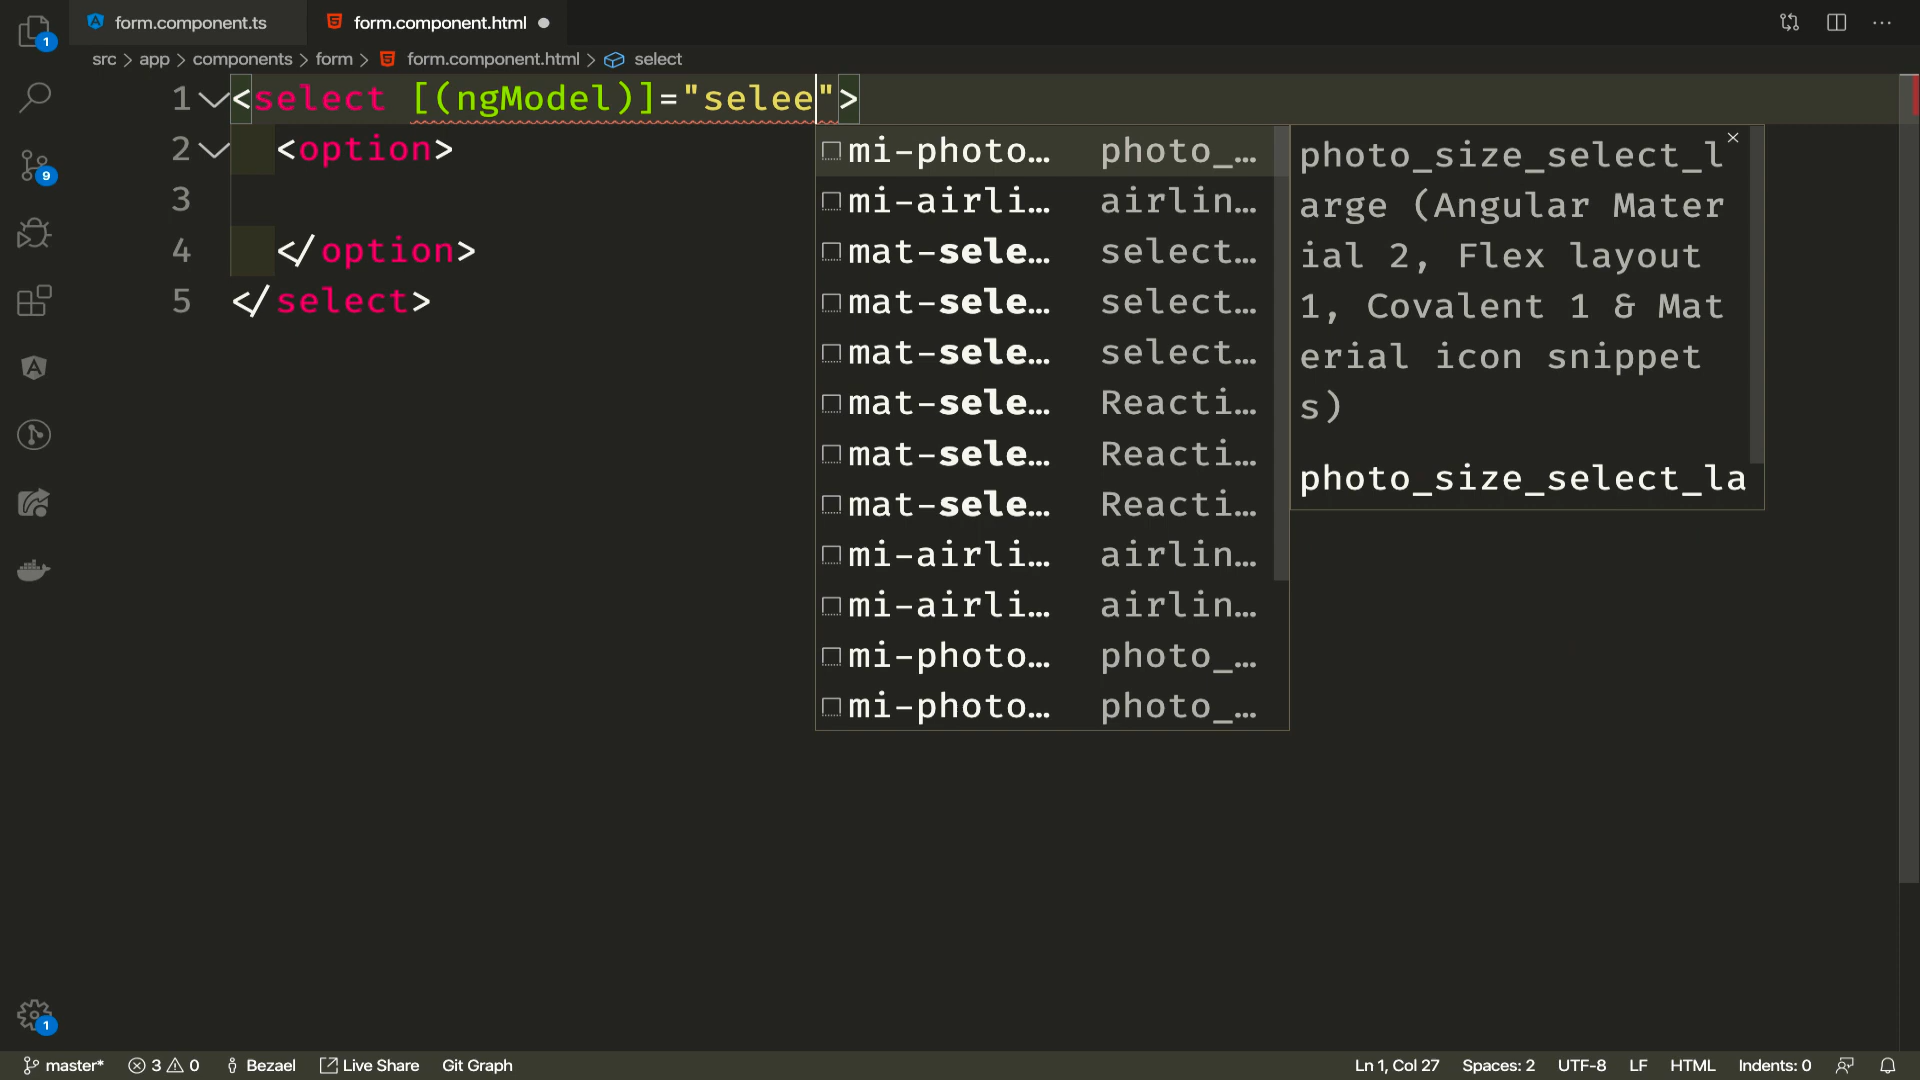 form.component.ts
form.component.html
src > app > components > form > form.component.html > select
1 <select [(ngModel)]="selee">
2 <option>
3
4 </option>
5 </select>
mi-photo… photo_…
mi-airli… airlin…
mat-sele… select…
mat-sele… select…
mat-sele… select…
mat-sele… Reacti…
mat-sele… Reacti…
mat-sele… Reacti…
mi-airli… airlin…
mi-airli… airlin…
mi-photo… photo_…
mi-photo… photo_…
photo_size_select_l
arge (Angular Mater
ial 2, Flex layout
1, Covalent 1 & Mat
erial icon snippet
s)
photo_size_select_la
1
9
1
master* 3 0 Bezael Live Share Git Graph Ln 1, Col 27 Spaces: 2 UTF-8 LF HTML Indents: 0